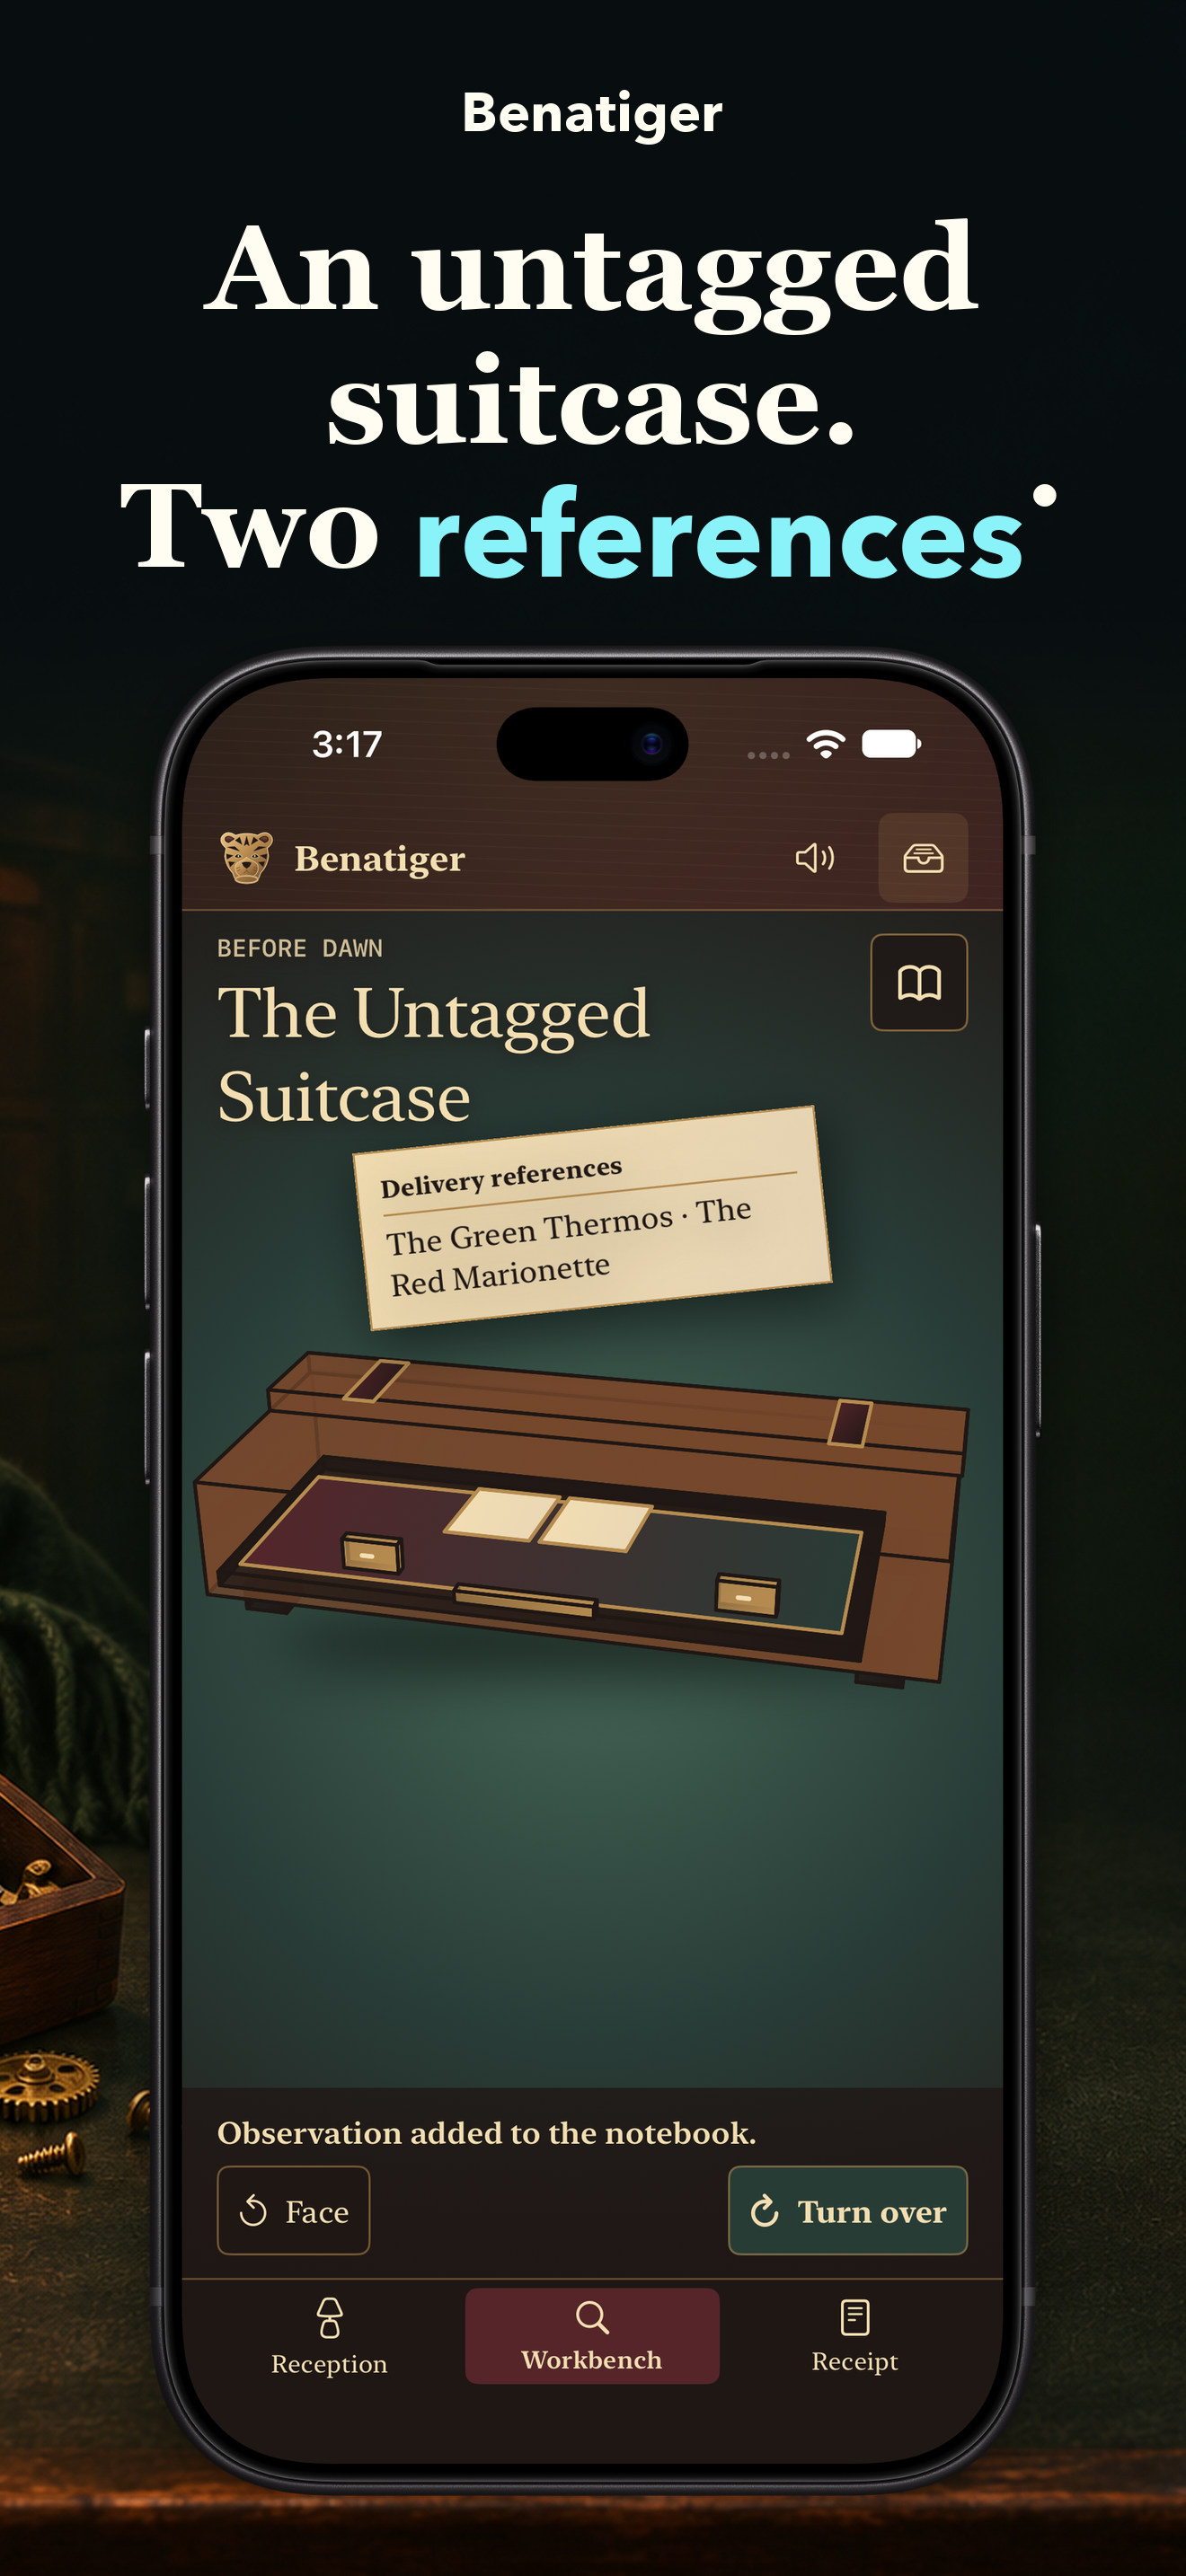 Benatiger
An untagged
suitcase.
Two references.
3:17
Benatiger
BEFORE DAWN
The Untagged
Suitcase
Delivery references
The Green Thermos · The
Red Marionette
Observation added to the notebook.
Face
Turn over
Reception
Workbench
Receipt